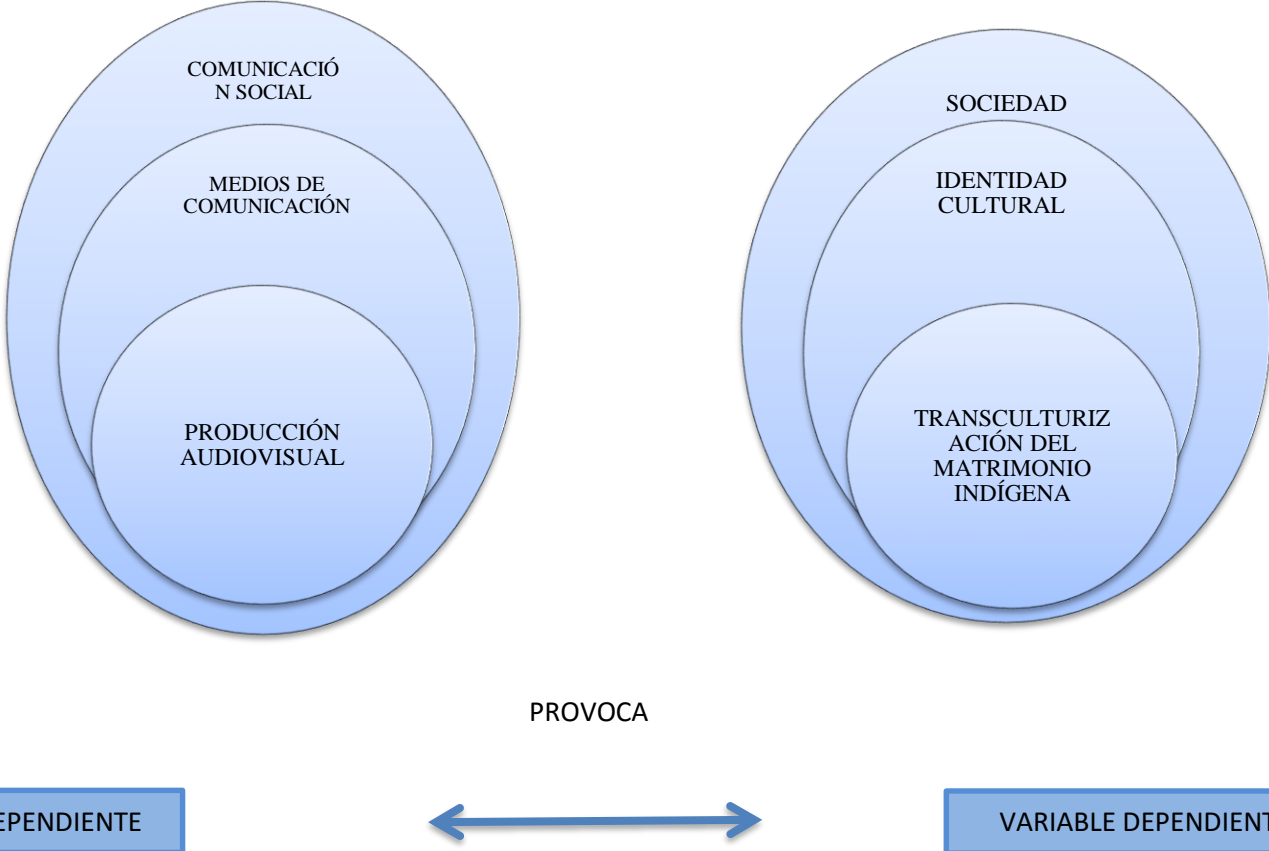 COMUNICACIÓ
N SOCIAL
MEDIOS DE
COMUNICACIÓN
PRODUCCIÓN
AUDIOVISUAL
SOCIEDAD
IDENTIDAD
CULTURAL
TRANSCULTURIZ
ACIÓN DEL
MATRIMONIO
INDÍGENA
PROVOCA
EPENDIENTE
VARIABLE DEPENDIENT